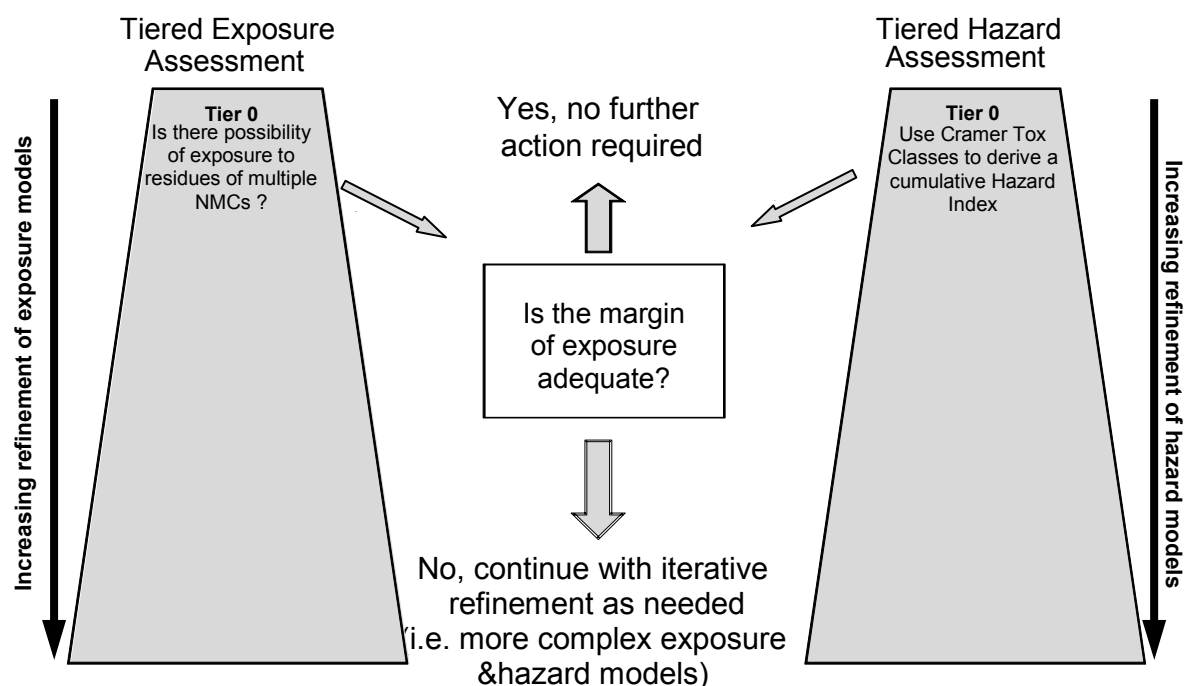 Tiered Exposure
Assessment
Increasing refinement of exposure models
Tier 0
Is there possibility
of exposure to
residues of multiple
NMCs ?
Yes, no further
action required
Is the margin
of exposure
adequate?
No, continue with iterative
refinement as needed
(i.e. more complex exposure
&hazard models)
Tiered Hazard
Assessment
Tier 0
Use Cramer Tox
Classes to derive a
cumulative Hazard
Index
Increasing refinement of hazard models